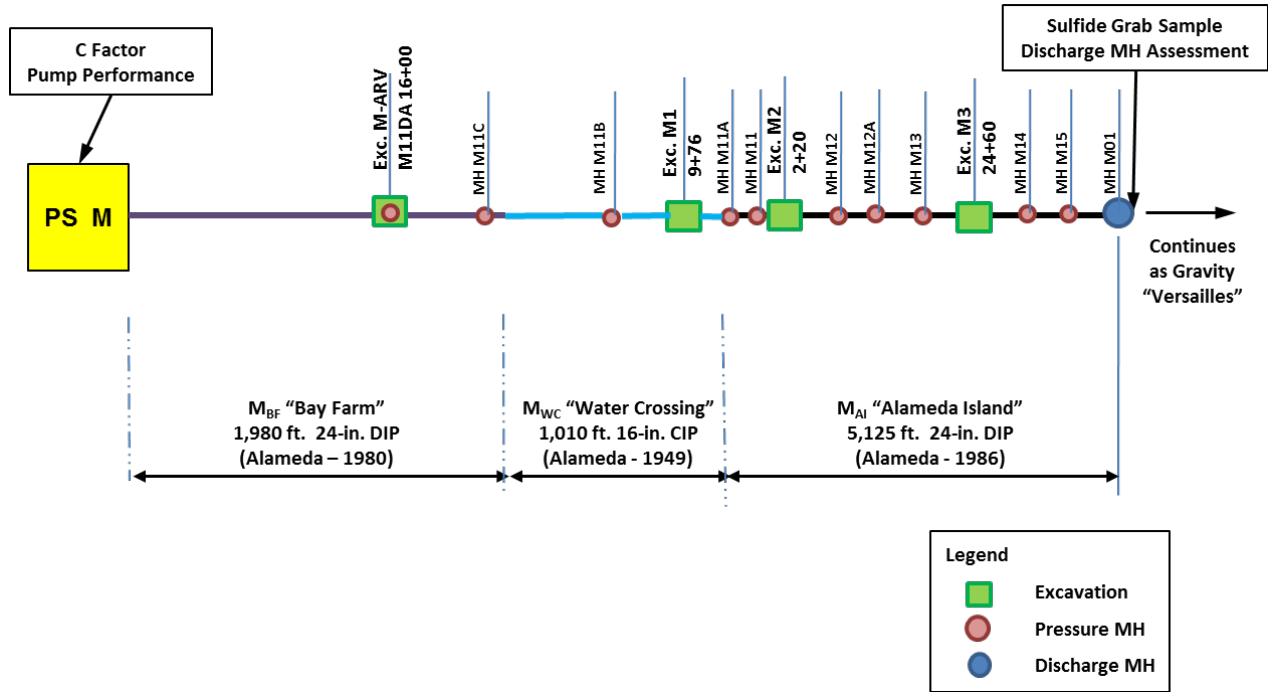 C Factor
Pump Performance
Sulfide Grab Sample
Discharge MH Assessment
PS M
Exc. M-ARV
M11DA 16+00
MH M11C
MH M11B
Exc. M1
9+76
MH M11A
MH M11
Exc. M2
2+20
MH M12
MH M12A
MH M13
Exc. M3
24+60
MH M14
MH M15
MH M01
Continues
as Gravity
“Versailles”
MBF “Bay Farm”
1,980 ft. 24-in. DIP
(Alameda – 1980)
MWC “Water Crossing”
1,010 ft. 16-in. CIP
(Alameda - 1949)
MAI “Alameda Island”
5,125 ft. 24-in. DIP
(Alameda - 1986)
Legend
Excavation
Pressure MH
Discharge MH